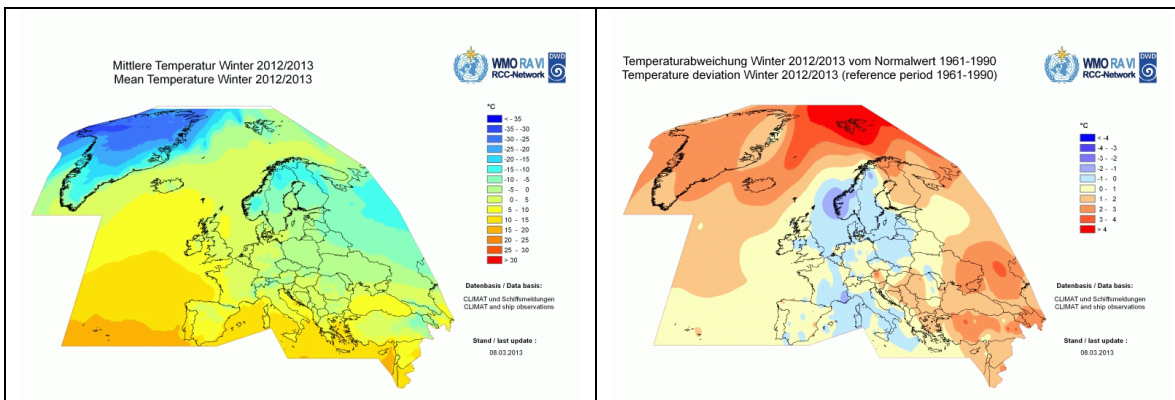 Mittlere Temperatur Winter 2012/2013
Mean Temperature Winter 2012/2013
WMO RA VI
RCC-Network
DWD
°C
< - 35
-35 - -30
-30 - -25
-25 - -20
-20 - -15
-15 - -10
-10 - -5
-5 - 0
0 - 5
5 - 10
10 - 15
15 - 20
20 - 25
25 - 30
> 30
Datenbasis / Data basis:
CLIMAT und Schiffsmeldungen
CLIMAT and ship observations
Stand / last update :
08.03.2013
Temperaturabweichung Winter 2012/2013 vom Normalwert 1961-1990
Temperature deviation Winter 2012/2013 (reference period 1961-1990)
WMO RA VI
RCC-Network
DWD
°C
< -4
-4 - -3
-3 - -2
-2 - -1
-1 - 0
0 - 1
1 - 2
2 - 3
3 - 4
> 4
Datenbasis / Data basis:
CLIMAT und Schiffsmeldungen
CLIMAT and ship observations
Stand / last update :
08.03.2013